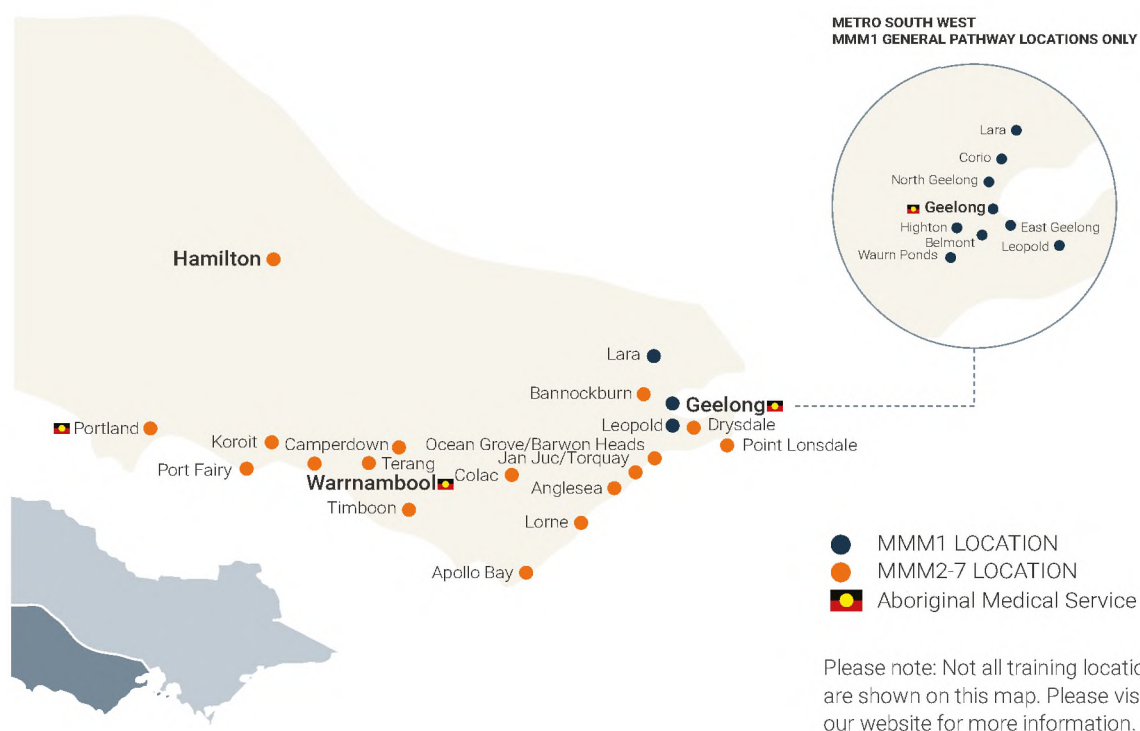 METRO SOUTH WEST
MMM1 GENERAL PATHWAY LOCATIONS ONLY
Lara
Corio
North Geelong
Geelong
Highton
East Geelong
Belmont
Leopold
Waurn Ponds
Hamilton
Lara
Bannockburn
Geelong
Portland
Leopold
Drysdale
Koroit
Camperdown
Ocean Grove/Barwon Heads
Point Lonsdale
Port Fairy
Terang
Jan Juc/Torquay
Warrnambool
Colac
Anglesea
Timboon
Lorne
Apollo Bay
MMM1 LOCATION
MMM2-7 LOCATION
Aboriginal Medical Service
Please note: Not all training locatio
are shown on this map. Please vis
our website for more information.